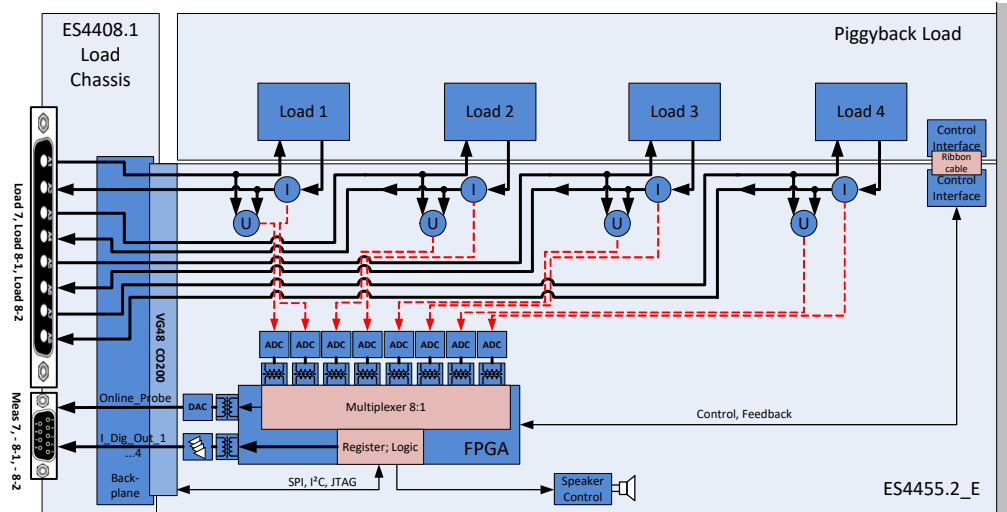 ES4408.1
Load
Chassis
Piggyback Load
Load 1
Load 2
Load 3
Load 4
Control
Interface
Ribbon
cable
Control
Interface
I
I
I
I
U
U
U
U
Load 7, Load 8-1, Load 8-2
VG48 CO200
ADC
ADC
ADC
ADC
ADC
ADC
ADC
ADC
Online_Probe
DAC
Multiplexer 8:1
Control, Feedback
I_Dig_Out_1
...4
Register; Logic
FPGA
Meas 7, - 8-1, - 8-2
Back-
plane
SPI, I²C, JTAG
Speaker
Control
ES4455.2_E